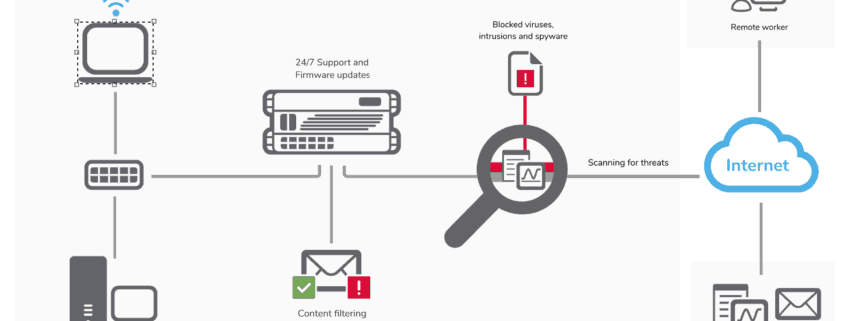 Blocked viruses,
intrusions and spyware
Remote worker
24/7 Support and
Firmware updates
Scanning for threats
Internet
Content filtering